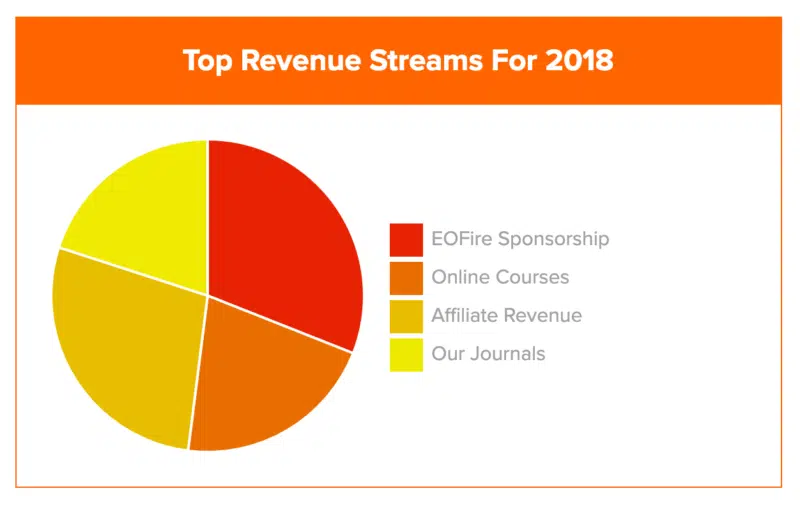 Top Revenue Streams For 2018
EOFire Sponsorship
Online Courses
Affiliate Revenue
Our Journals